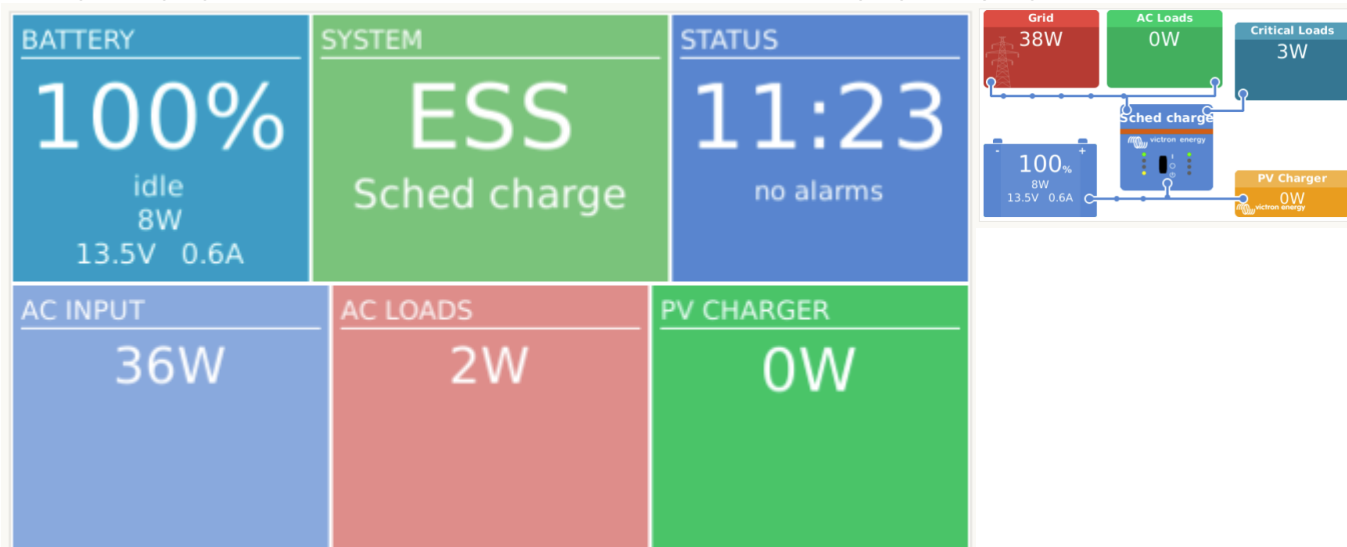 BATTERY
100%
idle
8W
13.5V 0.6A
SYSTEM
ESS
Sched charge
STATUS
11:23
no alarms
AC INPUT
36W
AC LOADS
2W
PV CHARGER
0W
Grid
38W
AC Loads
0W
Critical Loads
3W
Sched charge
victron energy
- +
100%
8W
13.5V 0.6A
PV Charger
0W
victron energy